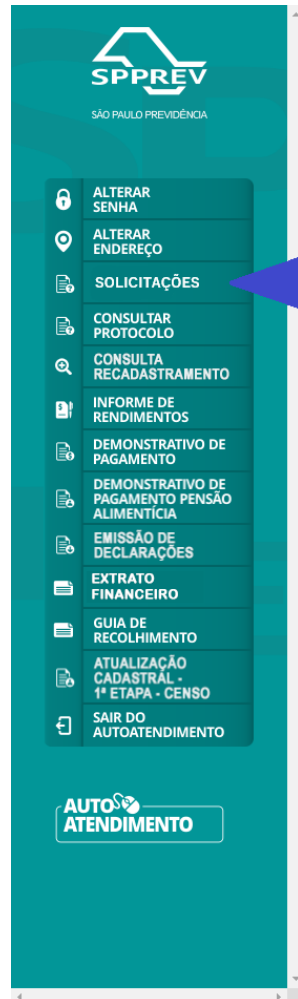 SPPREV
SÃO PAULO PREVIDÊNCIA
ALTERAR
SENHA
ALTERAR
ENDEREÇO
SOLICITAÇÕES
CONSULTAR
PROTOCOLO
CONSULTA
RECADASTRAMENTO
INFORME DE
RENDIMENTOS
DEMONSTRATIVO DE
PAGAMENTO
DEMONSTRATIVO DE
PAGAMENTO PENSÃO
ALIMENTÍCIA
EMISSÃO DE
DECLARAÇÕES
EXTRATO
FINANCEIRO
GUIA DE
RECOLHIMENTO
ATUALIZAÇÃO
CADASTRAL -
1ª ETAPA - CENSO
SAIR DO
AUTOATENDIMENTO
AUTO
ATENDIMENTO